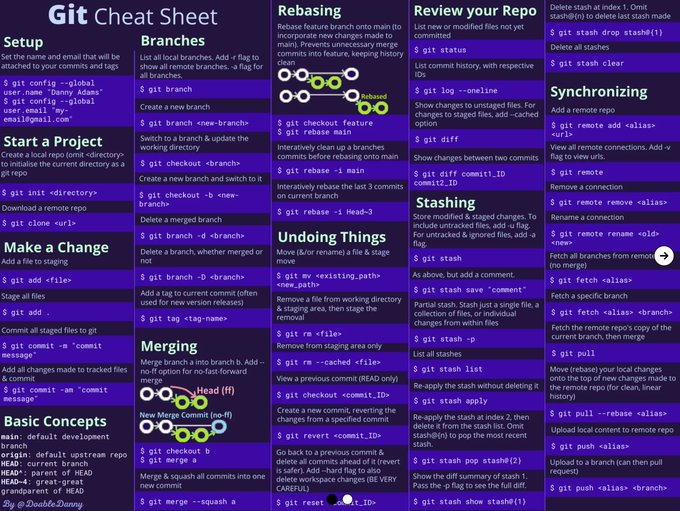 Git Cheat Sheet
Setup
Set the name and email that will be
attached to your commits and tags
$ git config --global
user.name "Danny Adams"
$ git config --global
user.email "my-
email@gmail.com"
Start a Project
Create a local repo (omit <directory>
to initialise the current directory as a
git repo
$ git init <directory>
Download a remote repo
$ git clone <url>
Make a Change
Add a file to staging
$ git add <file>
Stage all files
$ git add .
Commit all staged files to git
$ git commit -m "commit
message"
Add all changes made to tracked files
& commit
$ git commit -am "commit
message"
Basic Concepts
main: default development
branch
origin: default upstream repo
HEAD: current branch
HEAD^: parent of HEAD
HEAD~4: great-great
grandparent of HEAD
By @DoableDanny
Branches
List all local branches. Add -r flag to
show all remote branches. -a flag for
all branches.
$ git branch
Create a new branch
$ git branch <new-branch>
Switch to a branch & update the
working directory
$ git checkout <branch>
Create a new branch and switch to it
$ git checkout -b <new-
branch>
Delete a merged branch
$ git branch -d <branch>
Delete a branch, whether merged or
not
$ git branch -D <branch>
Add a tag to current commit (often
used for new version releases)
$ git tag <tag-name>
Merging
Merge branch a into branch b. Add --
no-ff option for no-fast-forward
merge
Head (ff)
New Merge Commit (no-ff)
$ git checkout b
$ git merge a
Merge & squash all commits into one
new commit
$ git merge --squash a
Rebasing
Rebase feature branch onto main (to
incorporate new changes made to
main). Prevents unnecessary merge
commits into feature, keeping history
clean
Rebased
$ git checkout feature
$ git rebase main
Interatively clean up a branches
commits before rebasing onto main
$ git rebase -i main
Interatively rebase the last 3 commits
on current branch
$ git rebase -i Head~3
Undoing Things
Move (&/or rename) a file & stage
move
$ git mv <existing_path>
<new_path>
Remove a file from working directory
& staging area, then stage the
removal
$ git rm <file>
Remove from staging area only
$ git rm --cached <file>
View a previous commit (READ only)
$ git checkout <commit_ID>
Create a new commit, reverting the
changes from a specified commit
$ git revert <commit_ID>
Go back to a previous commit &
delete all commits ahead of it (revert
is safer). Add --hard flag to also
delete workspace changes (BE VERY
CAREFUL)
$ git reset
Review your Repo
List new or modified files not yet
committed
$ git status
List commit history, with respective
IDs
$ git log --oneline
Show changes to unstaged files. For
changes to staged files, add --cached
option
$ git diff
Show changes between two commits
$ git diff commit1_ID
commit2_ID
Stashing
Store modified & staged changes. To
include untracked files, add -u flag.
For untracked & ignored files, add -a
flag.
$ git stash
As above, but add a comment.
$ git stash save "comment"
Partial stash. Stash just a single file, a
collection of files, or individual
changes from within files
$ git stash -p
List all stashes
$ git stash list
Re-apply the stash without deleting it
$ git stash apply
Re-apply the stash at index 2, then
delete it from the stash list. Omit
stash@{n} to pop the most recent
stash.
$ git stash pop stash@{2}
Show the diff summary of stash 1.
Pass the -p flag to see the full diff.
$ git stash show stash@{1}
Delete stash at index 1. Omit
stash@{n} to delete last stash made
$ git stash drop stash@{1}
Delete all stashes
$ git stash clear
Synchronizing
Add a remote repo
$ git remote add <alias>
<url>
View all remote connections. Add -v
flag to view urls.
$ git remote
Remove a connection
$ git remote remove <alias>
Rename a connection
$ git remote rename <old>
<new>
Fetch all branches from remote
(no merge)
$ git fetch <alias>
Fetch a specific branch
$ git fetch <alias> <branch>
Fetch the remote repo's copy of the
current branch, then merge
$ git pull
Move (rebase) your local changes
onto the top of new changes made to
the remote repo (for clean, linear
history)
$ git pull --rebase <alias>
Upload local content to remote repo
$ git push <alias>
Upload to a branch (can then pull
request)
$ git push <alias> <branch>